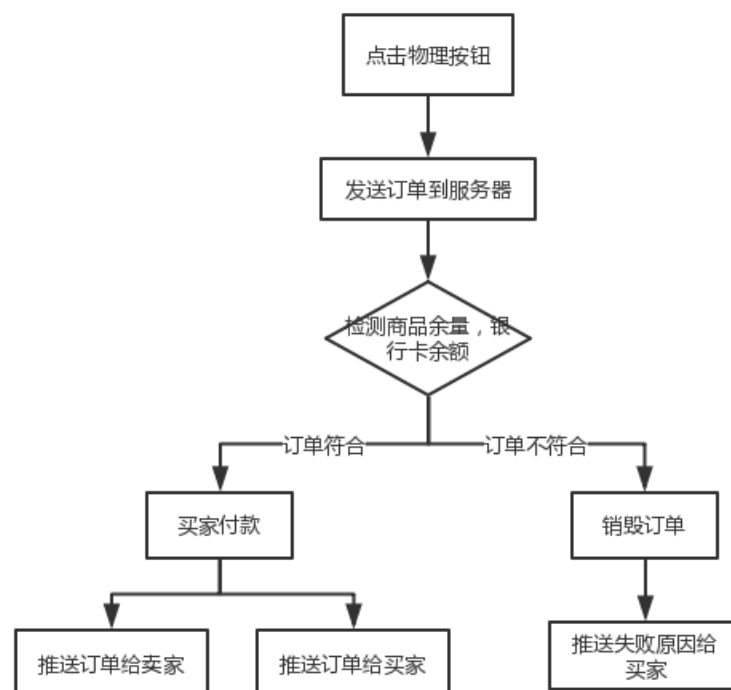 点击物理按钮
发送订单到服务器
检测商品余量，银
行卡余额
订单符合
订单不符合
买家付款
销毁订单
推送订单给卖家
推送订单给买家
推送失败原因给
买家